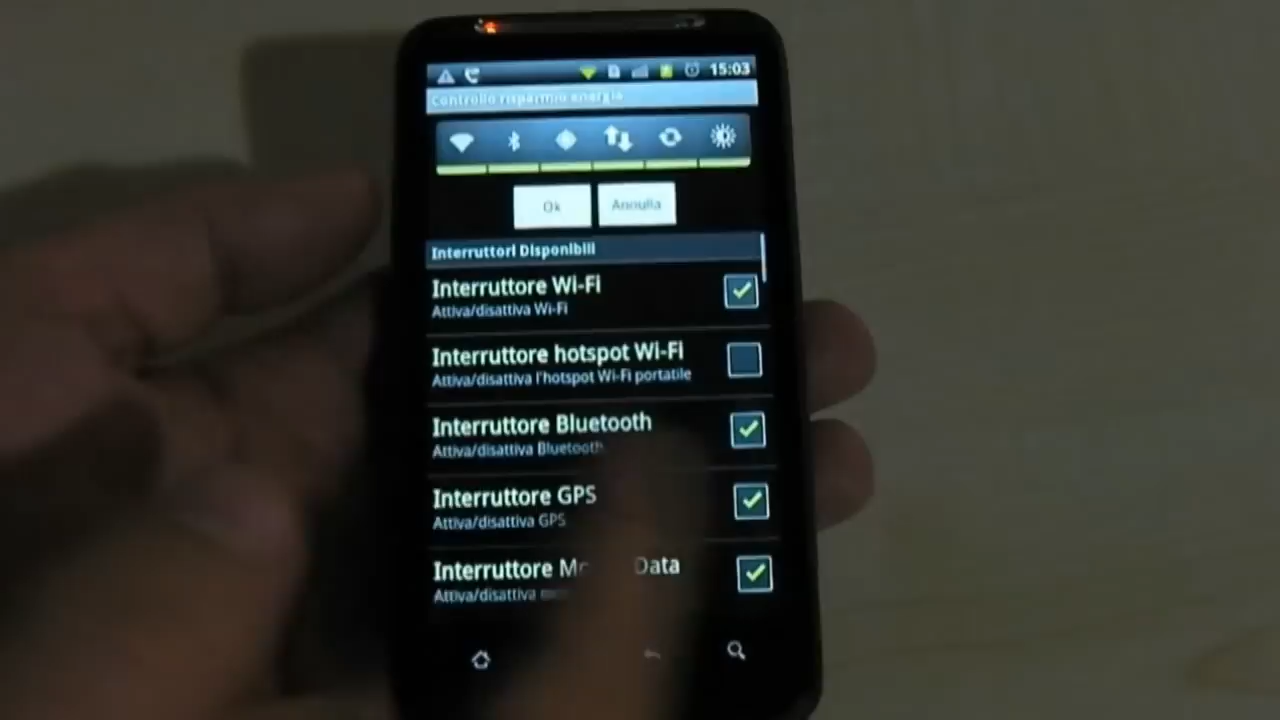 15:03
Controllo risparmio energia
Ok
Annulla
Interruttori Disponibili
Interruttore Wi-Fi
Attiva/disattiva Wi-Fi
Interruttore hotspot Wi-Fi
Attiva/disattiva l'hotspot Wi-Fi portatile
Interruttore Bluetooth
Attiva/disattiva Bluetooth
Interruttore GPS
Attiva/disattiva GPS
Interruttore Data
Attiva/disattiva